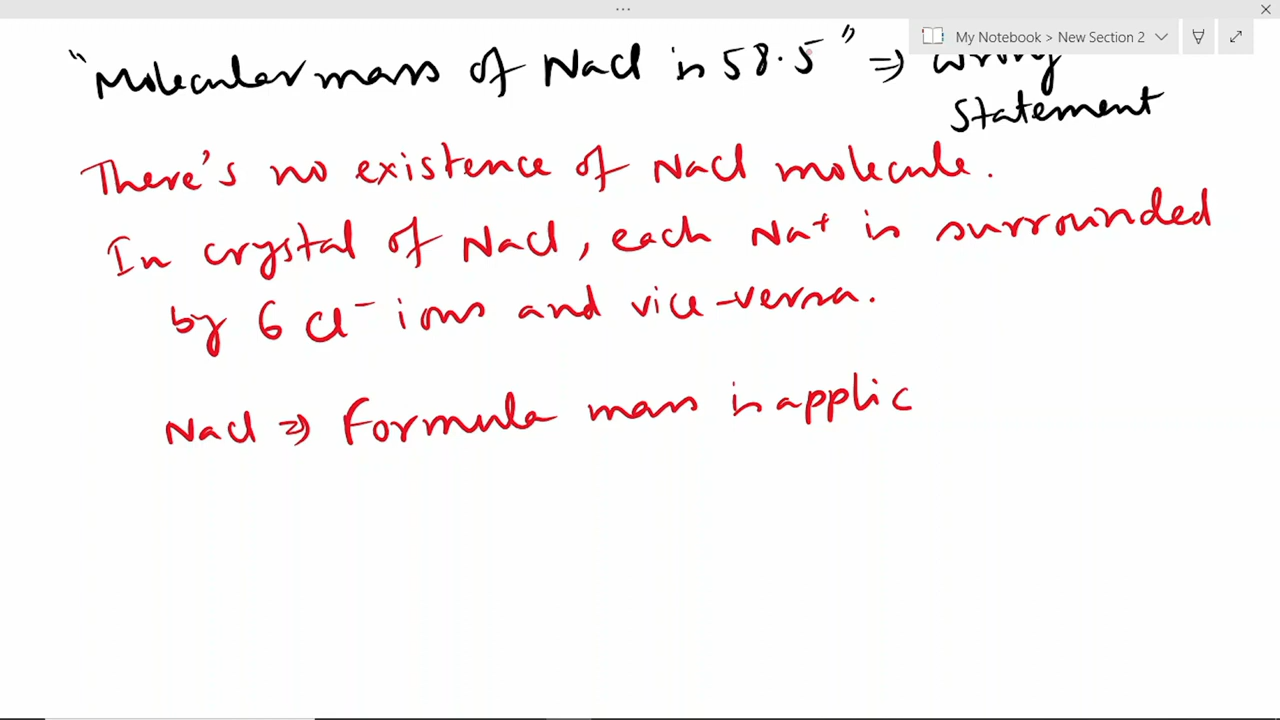 ...
My Notebook > New Section 2
"Molecular mass of NaCl is 58.5" ⇒ wrong
statement
There's no existence of NaCl molecule.
In crystal of NaCl, each Na⁺ is surrounded
by 6 Cl⁻ ions and vice-versa.
NaCl ⇒ Formula mass is applic